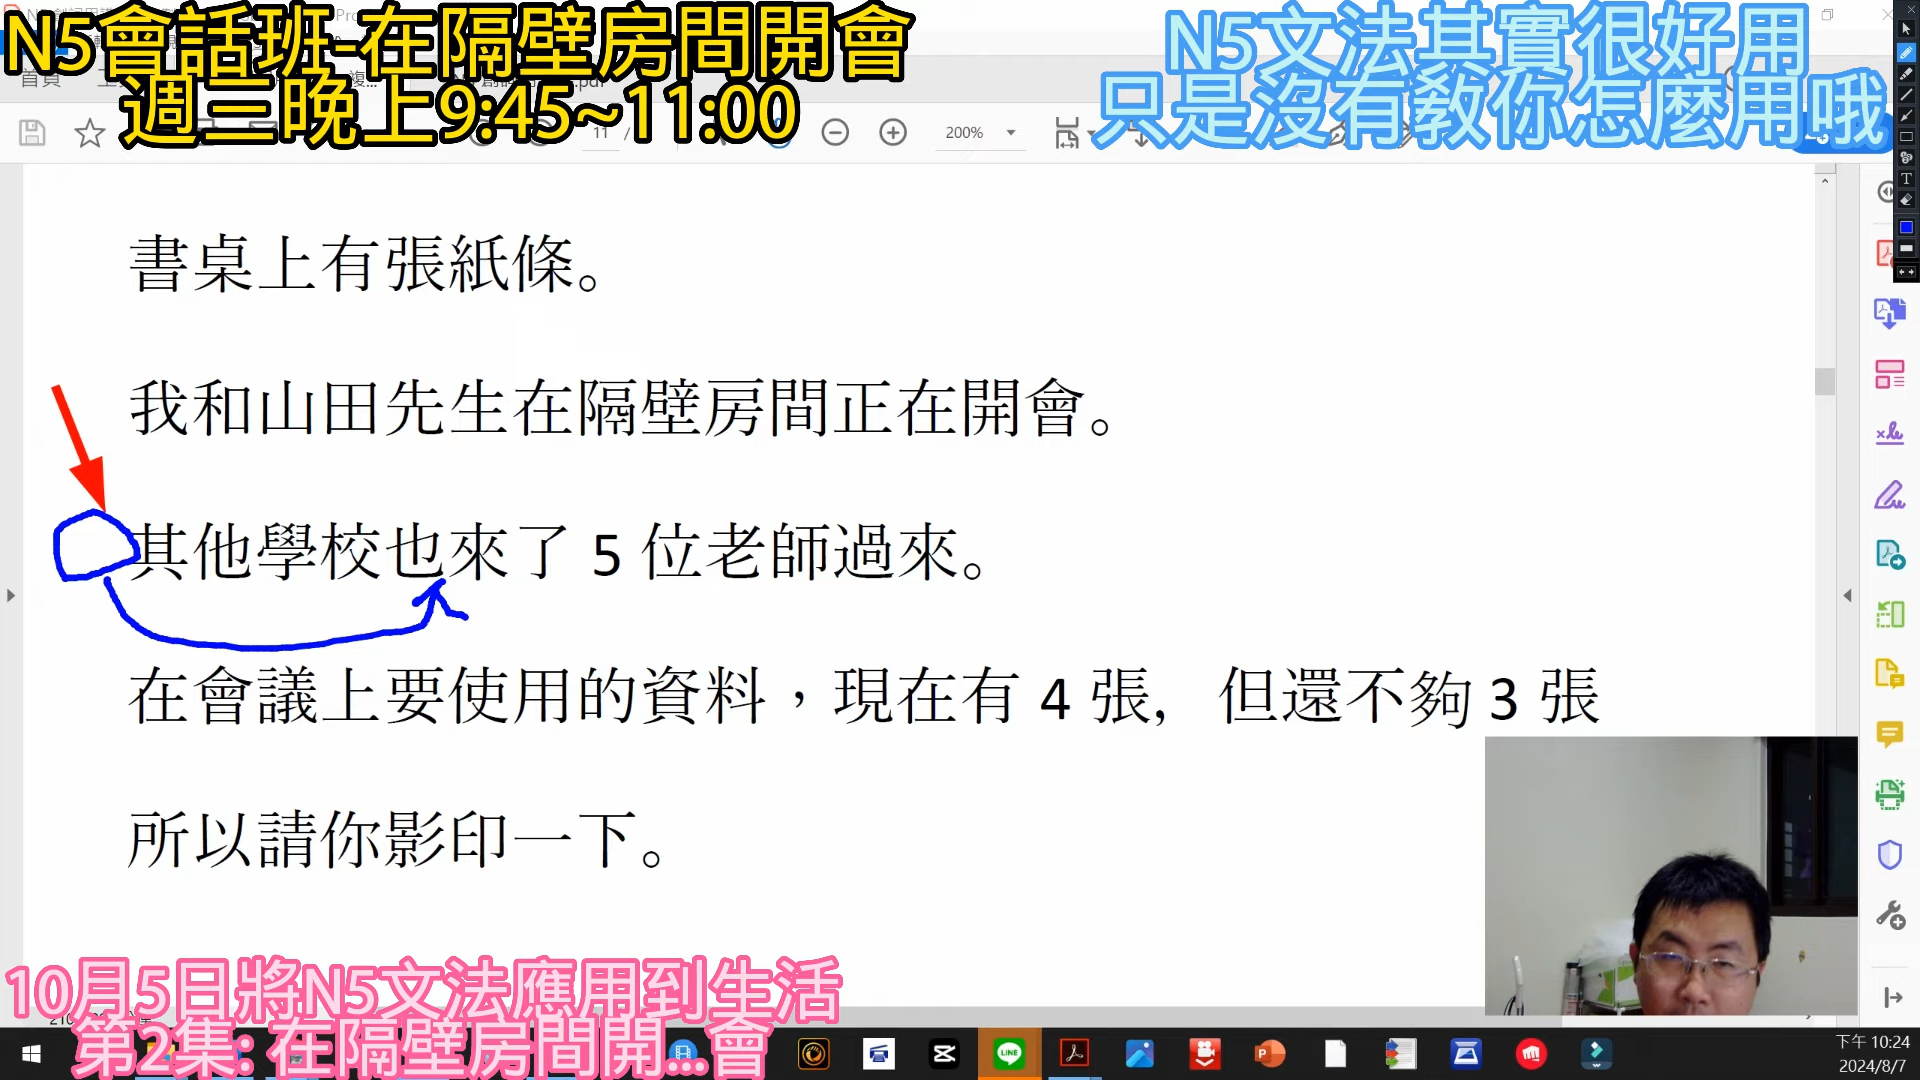 N5會話班-在隔壁房間開會
週三晚上9:45~11:00
N5文法其實很好用
只是沒有教你怎麼用哦
首頁
11 /
200%
書桌上有張紙條。
我和山田先生在隔壁房間正在開會。
其他學校也來了 5 位老師過來。
在會議上要使用的資料，現在有 4 張, 但還不夠 3 張
所以請你影印一下。
10月5日將N5文法應用到生活
第2集: 在隔壁房間開...會
LINE
下午 10:24
2024/8/7